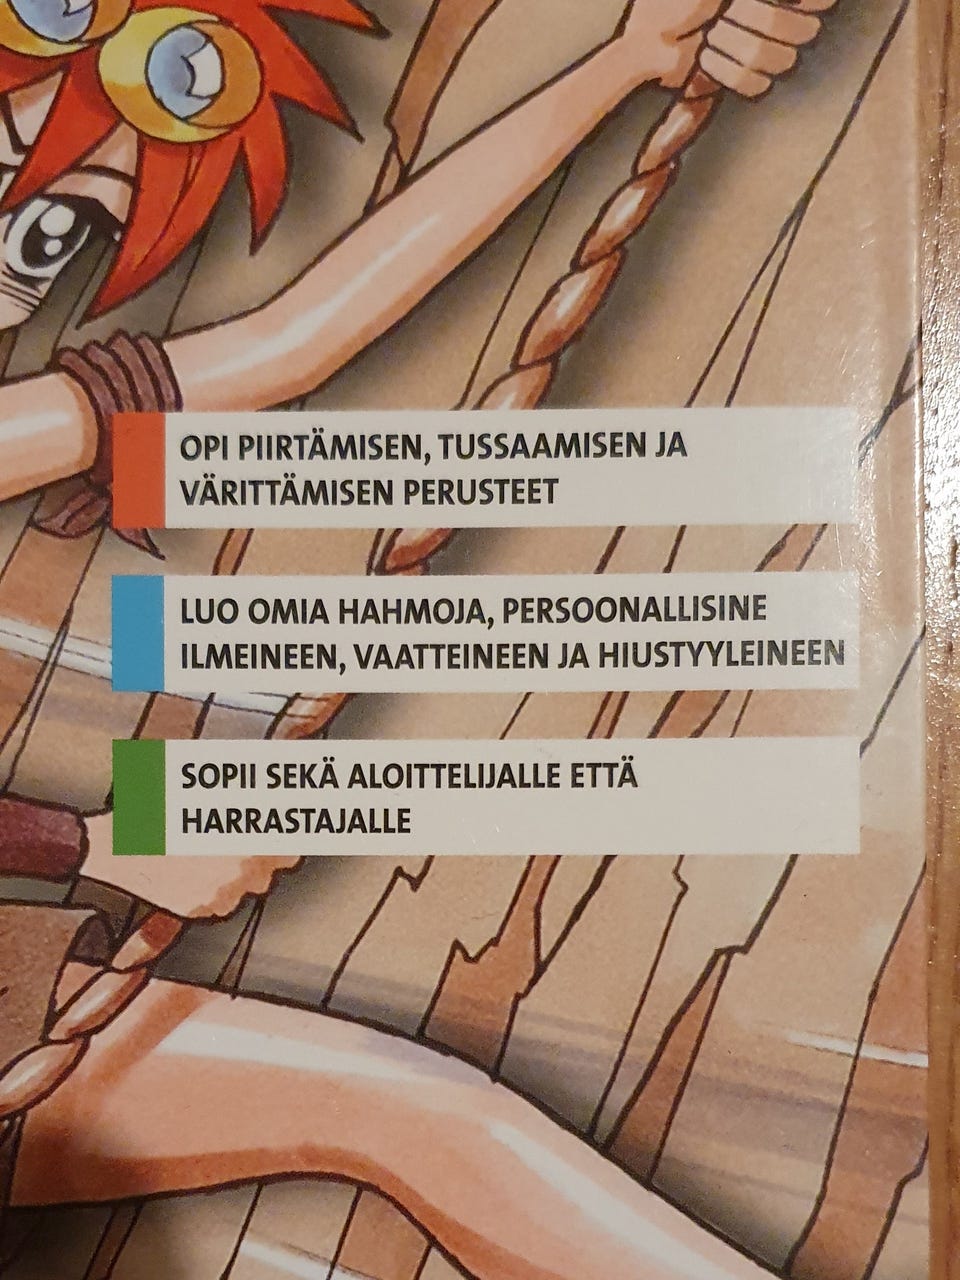 OPI PIIRTÄMISEN, TUSSAAMISEN JA
VÄRITTÄMISEN PERUSTEET
LUO OMIA HAHMOJA, PERSOONALLISINE
ILMEINEEN, VAATTEINEEN JA HIUSTYYLEINEEN
SOPII SEKÄ ALOITTELIJALLE ETTÄ
HARRASTAJALLE